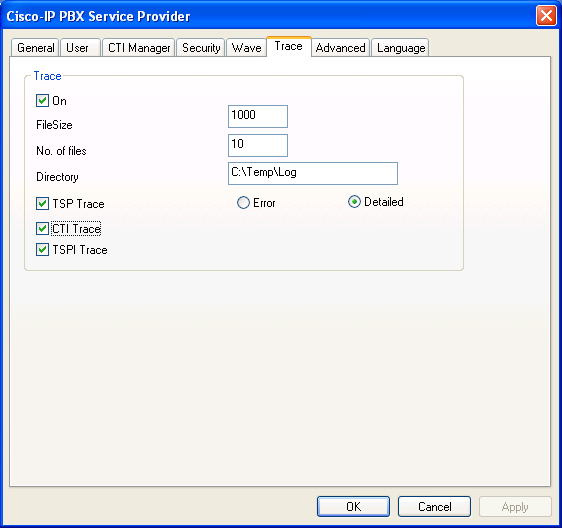 Cisco-IP PBX Service Provider
General User CTI Manager Security Wave Trace Advanced Language
Trace
On
FileSize 1000
No. of files 10
Directory C:\Temp\Log
TSP Trace Error Detailed
CTI Trace
TSPI Trace
OK Cancel Apply